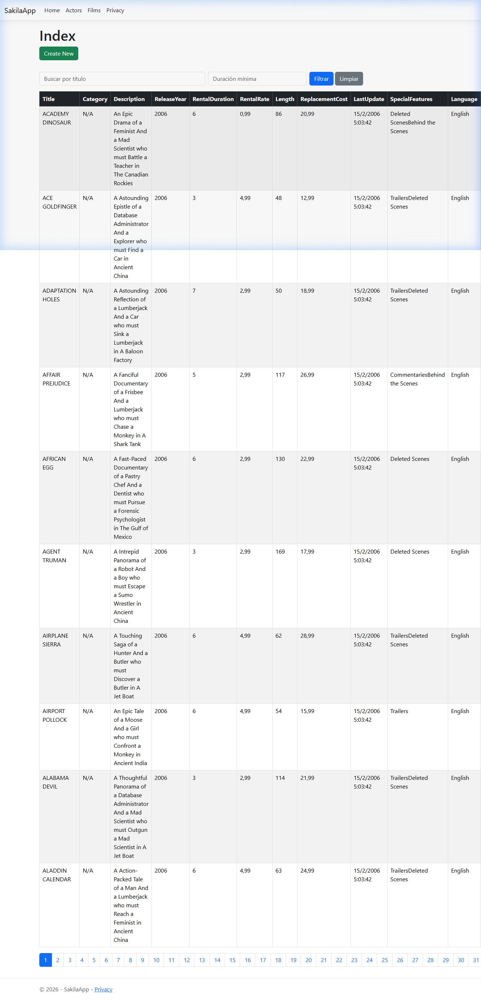 SakilaApp Home Actors Films Privacy
Index
Create New
Buscar por título Duración mínima Filtrar Limpiar
Title Category Description ReleaseYear RentalDuration RentalRate Length ReplacementCost LastUpdate SpecialFeatures Language
ACADEMY N/A An Epic 2006 6 0,99 86 20,99 15/2/2006 Deleted English
DINOSAUR Drama of a 5:03:42 ScenesBehind the
Feminist And Scenes
a Mad
Scientist who
must Battle a
Teacher in
The Canadian
Rockies
ACE N/A A Astounding 2006 3 4,99 48 12,99 15/2/2006 TrailersDeleted English
GOLDFINGER Epistle of a 5:03:42 Scenes
Database
Administrator
And a
Explorer who
must Find a
Car in
Ancient
China
ADAPTATION N/A A Astounding 2006 7 2,99 50 18,99 15/2/2006 TrailersDeleted English
HOLES Reflection of 5:03:42 Scenes
a Lumberjack
And a Car
who must
Sink a
Lumberjack
in A Baloon
Factory
AFFAIR N/A A Fanciful 2006 5 2,99 117 26,99 15/2/2006 CommentariesBehind English
PREJUDICE Documentary 5:03:42 the Scenes
of a Frisbee
And a
Lumberjack
who must
Chase a
Monkey in A
Shark Tank
AFRICAN N/A A Fast-Paced 2006 6 2,99 130 22,99 15/2/2006 Deleted Scenes English
EGG Documentary 5:03:42
of a Pastry
Chef And a
Dentist who
must Pursue
a Forensic
Psychologist
in The Gulf of
Mexico
AGENT N/A A Intrepid 2006 3 2,99 169 17,99 15/2/2006 Deleted Scenes English
TRUMAN Panorama of 5:03:42
a Robot And
a Boy who
must Escape
a Sumo
Wrestler in
Ancient
China
AIRPLANE N/A A Touching 2006 6 4,99 62 28,99 15/2/2006 TrailersDeleted English
SIERRA Saga of a 5:03:42 Scenes
Hunter And a
Butler who
must
Discover a
Butler in A
Jet Boat
AIRPORT N/A An Epic Tale 2006 6 4,99 54 15,99 15/2/2006 Trailers English
POLLOCK of a Moose 5:03:42
And a Girl
who must
Confront a
Monkey in
Ancient India
ALABAMA N/A A Thoughtful 2006 3 2,99 114 21,99 15/2/2006 TrailersDeleted English
DEVIL Panorama of 5:03:42 Scenes
a Database
Administrator
And a Mad
Scientist who
must Outgun
a Mad
Scientist in A
Jet Boat
ALADDIN N/A A Action- 2006 6 4,99 63 24,99 15/2/2006 TrailersDeleted English
CALENDAR Packed Tale 5:03:42 Scenes
of a Man And
a Lumberjack
who must
Reach a
Feminist in
Ancient
China
1 2 3 4 5 6 7 8 9 10 11 12 13 14 15 16 17 18 19 20 21 22 23 24 25 26 27 28 29 30 31
© 2026 - SakilaApp - Privacy